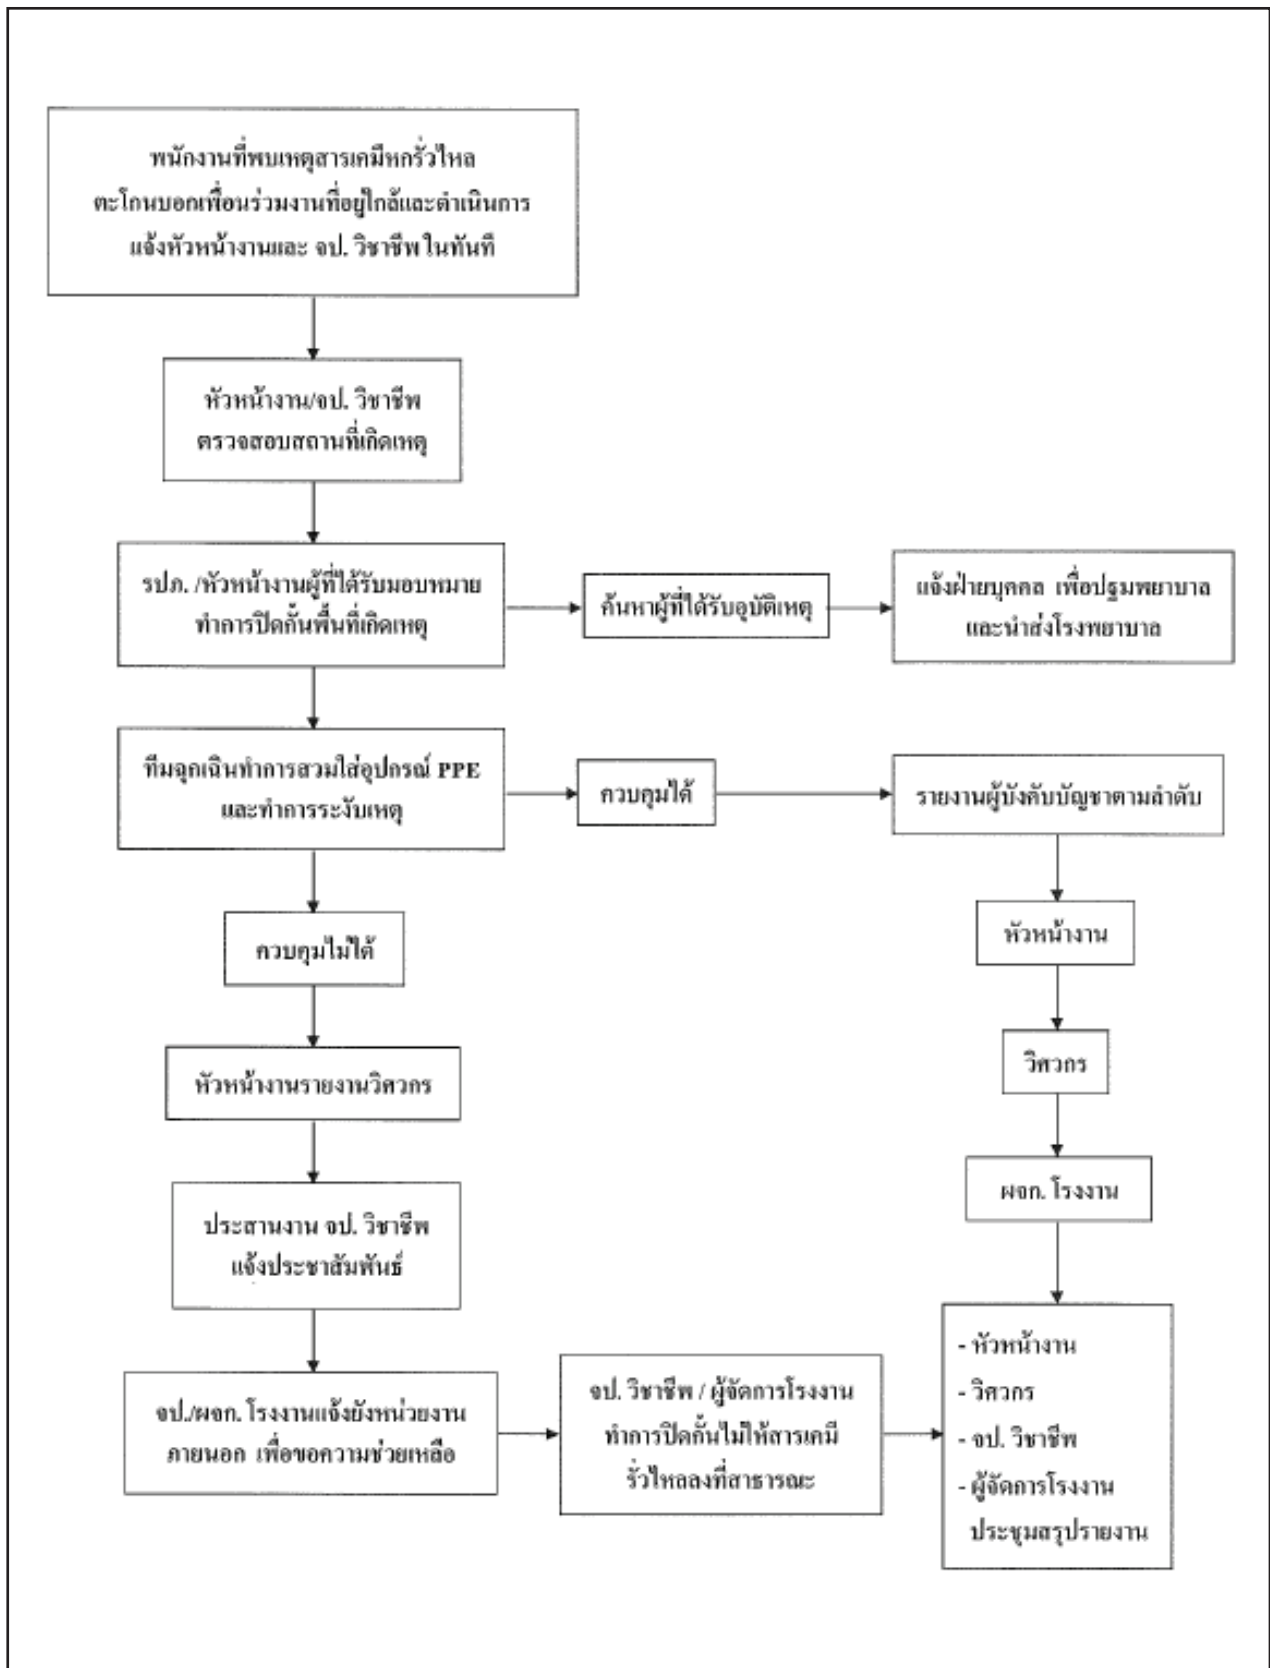 พนักงานที่พบเหตุสารเคมีหกรั่วไหล
ตะโกนบอกเพื่อนร่วมงานที่อยู่ใกล้และดำเนินการ
แจ้งหัวหน้างานและ จป. วิชาชีพ ในทันที
หัวหน้างาน/จป. วิชาชีพ
ตรวจสอบสถานที่เกิดเหตุ
รปภ. /หัวหน้างานผู้ที่ได้รับมอบหมาย
ทำการปิดกั้นพื้นที่เกิดเหตุ
ค้นหาผู้ที่ได้รับอุบัติเหตุ
แจ้งฝ่ายบุคคล เพื่อปฐมพยาบาล
และนำส่งโรงพยาบาล
ทีมฉุกเฉินทำการสวมใส่อุปกรณ์ PPE
และทำการระงับเหตุ
ควบคุมได้
รายงานผู้บังคับบัญชาตามลำดับ
ควบคุมไม่ได้
หัวหน้างาน
หัวหน้างานรายงานวิศวกร
วิศวกร
ประสานงาน จป. วิชาชีพ
แจ้งประชาสัมพันธ์
ผจก. โรงงาน
จป./ผจก. โรงงานแจ้งยังหน่วยงาน
ภายนอก เพื่อขอความช่วยเหลือ
จป. วิชาชีพ / ผู้จัดการโรงงาน
ทำการปิดกั้นไม่ให้สารเคมี
รั่วไหลลงที่สาธารณะ
- หัวหน้างาน
- วิศวกร
- จป. วิชาชีพ
- ผู้จัดการโรงงาน
ประชุมสรุปรายงาน